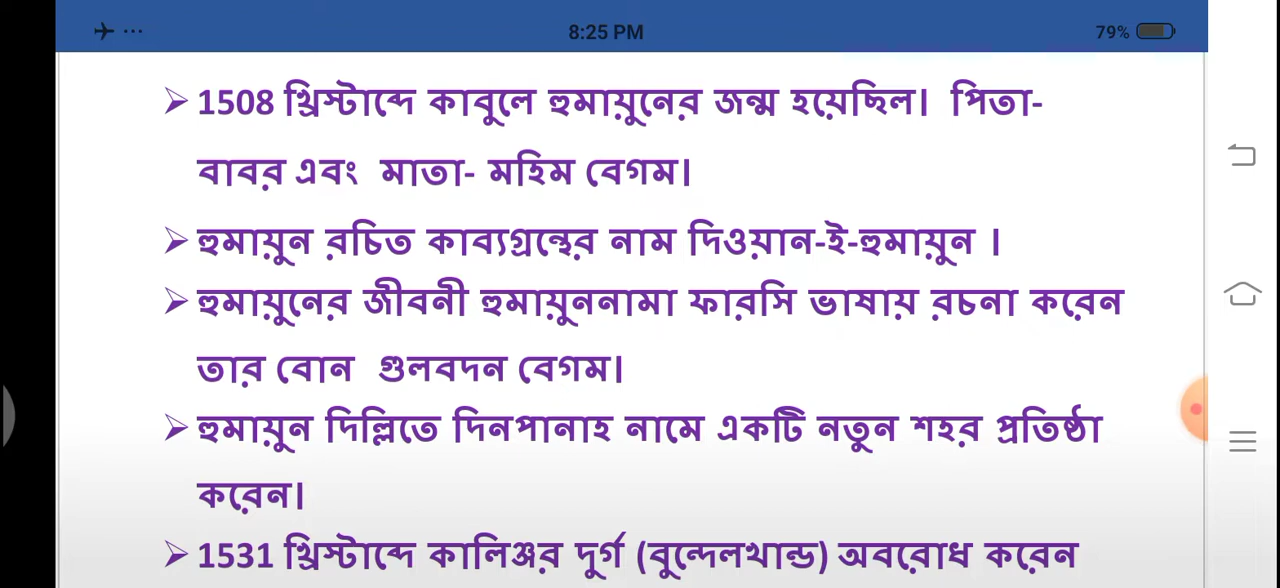 8:25 PM
79%
➤ 1508 খ্রিস্টাব্দে কাবুলে হুমায়ুনের জন্ম হয়েছিল। পিতা-
বাবর এবং মাতা- মহিম বেগম।
➤ হুমায়ুন রচিত কাব্যগ্রন্থের নাম দিওয়ান-ই-হুমায়ুন ।
➤ হুমায়ুনের জীবনী হুমায়ুননামা ফারসি ভাষায় রচনা করেন
তার বোন গুলবদন বেগম।
➤ হুমায়ুন দিল্লিতে দিনপানাহ নামে একটি নতুন শহর প্রতিষ্ঠা
করেন।
➤ 1531 খ্রিস্টাব্দে কালিঞ্জর দুর্গ (বুন্দেলখান্ড) অবরোধ করেন